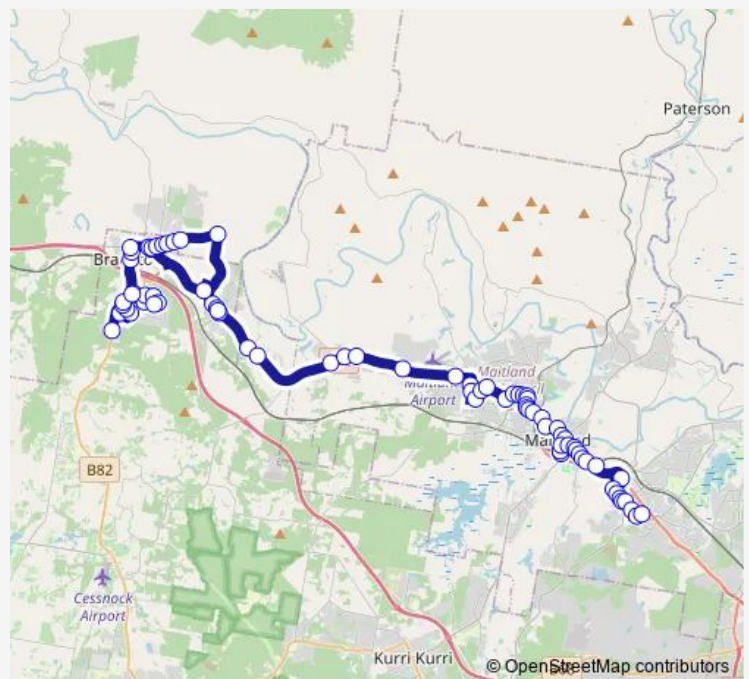 Paterson
Maitland
Airport
B82
Cessnock
Airport
Kurri Kurri
© OpenStreetMap contributors